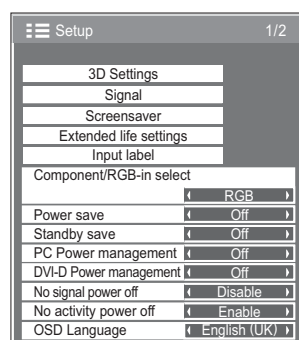 Setup 1/2
3D Settings
Signal
Screensaver
Extended life settings
Input label
Component/RGB-in select
RGB
Power save Off
Standby save Off
PC Power management Off
DVI-D Power management Off
No signal power off Disable
No activity power off Enable
OSD Language English (UK)